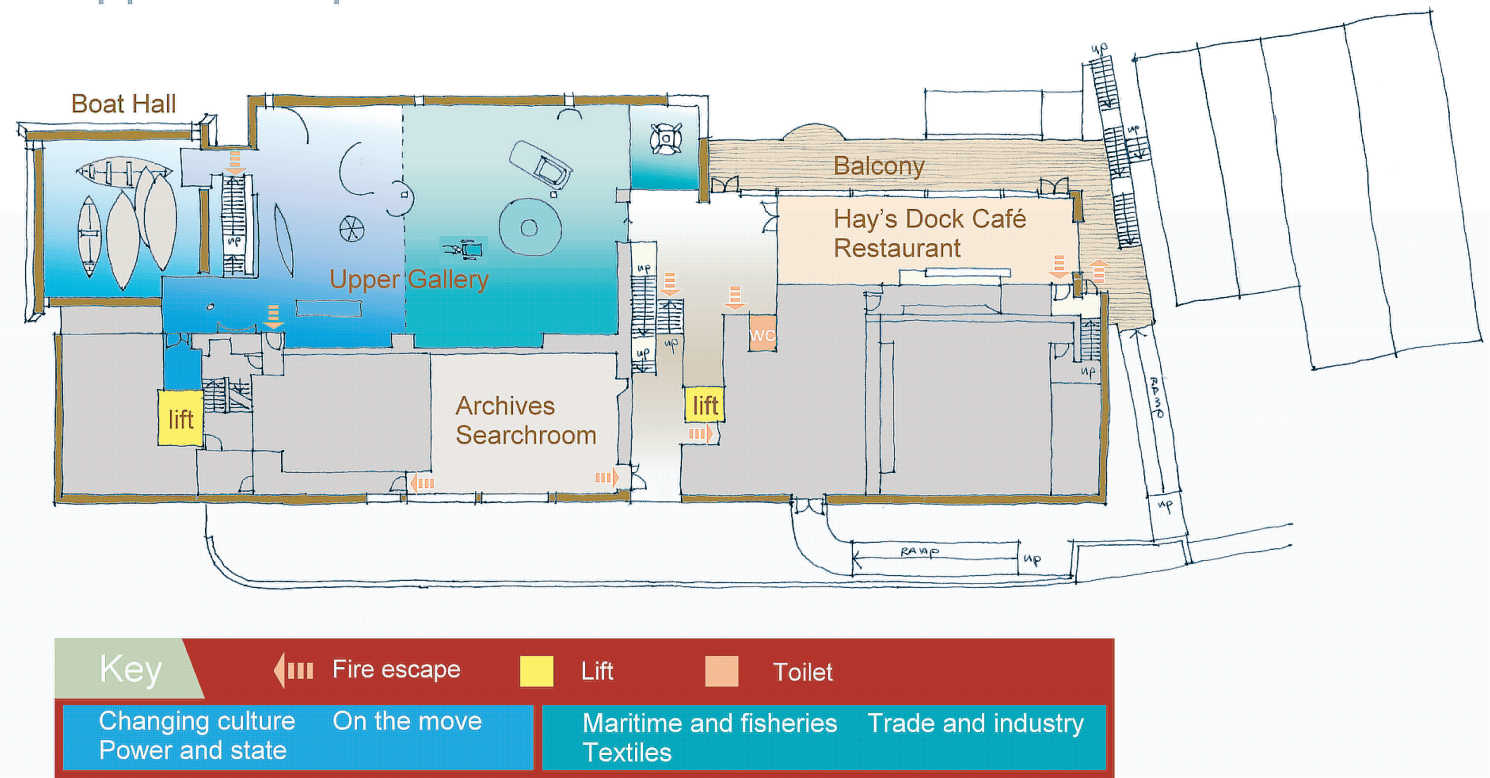 Boat Hall
up
up
Balcony
Hay's Dock Café
Restaurant
up
up
Upper Gallery
WC
up
up
up
RAMP
lift
Archives
Searchroom
lift
up
RAMP
up
Key
Fire escape
Lift
Toilet
Changing culture On the move
Power and state
Maritime and fisheries Trade and industry
Textiles